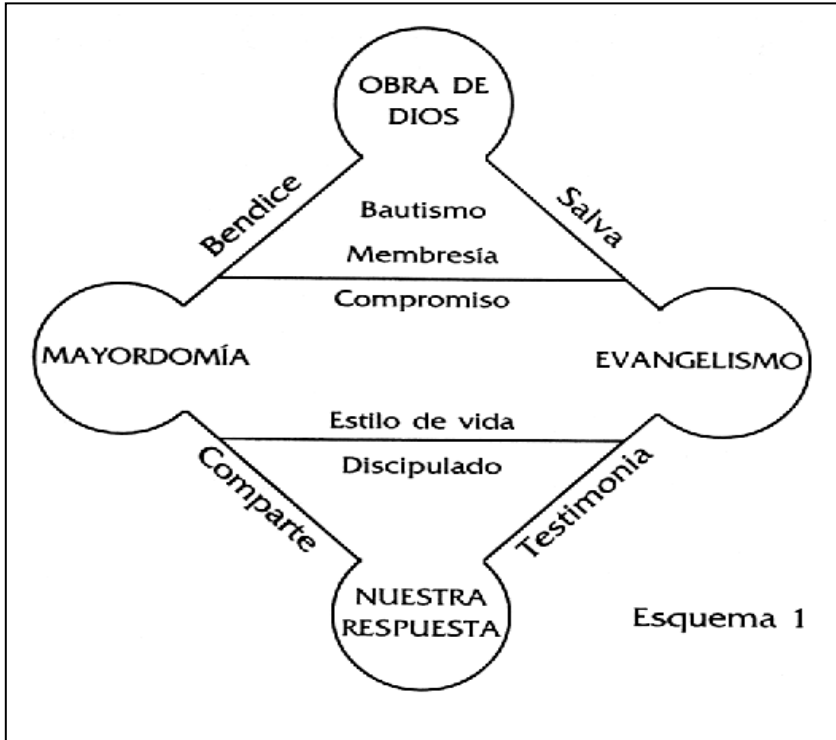 OBRA DE
DIOS
Bendice
Salva
Bautismo
Membresía
Compromiso
MAYORDOMÍA
EVANGELISMO
Estilo de vida
Discipulado
Comparte
Testimonia
NUESTRA
RESPUESTA
Esquema 1